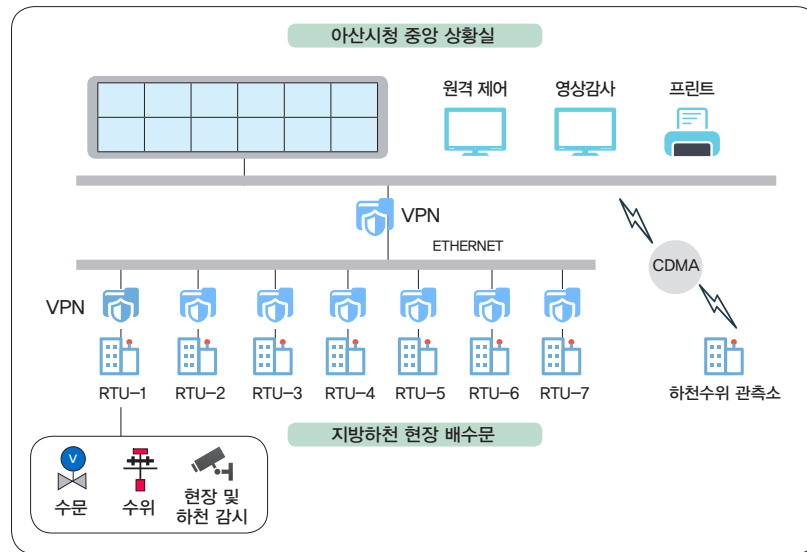 아산시청 중앙 상황실
원격 제어
영상감사
프린트
VPN
ETHERNET
CDMA
VPN
RTU–1
RTU–2
RTU–3
RTU–4
RTU–5
RTU–6
RTU–7
하천수위 관측소
지방하천 현장 배수문
V
수문
수위
현장 및
하천 감시